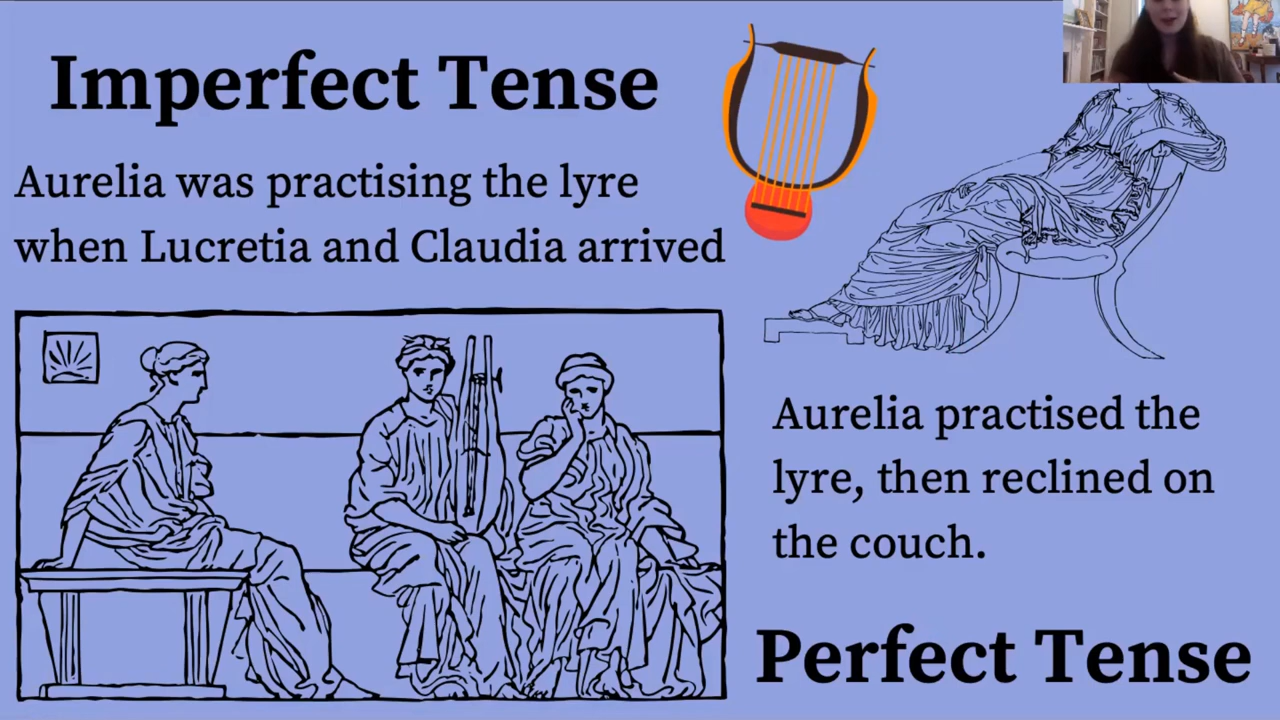 Imperfect Tense
Aurelia was practising the lyre
when Lucretia and Claudia arrived
Aurelia practised the
lyre, then reclined on
the couch.
Perfect Tense